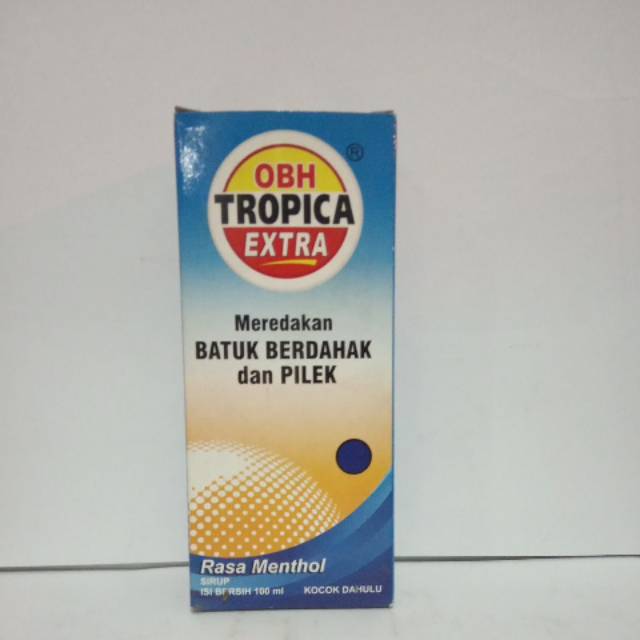 OBH
®
TROPICA
EXTRA
Meredakan
BATUK BERDAHAK
dan PILEK
Rasa Menthol
SIRUP
ISI BERSIH 100 ml KOCOK DAHULU